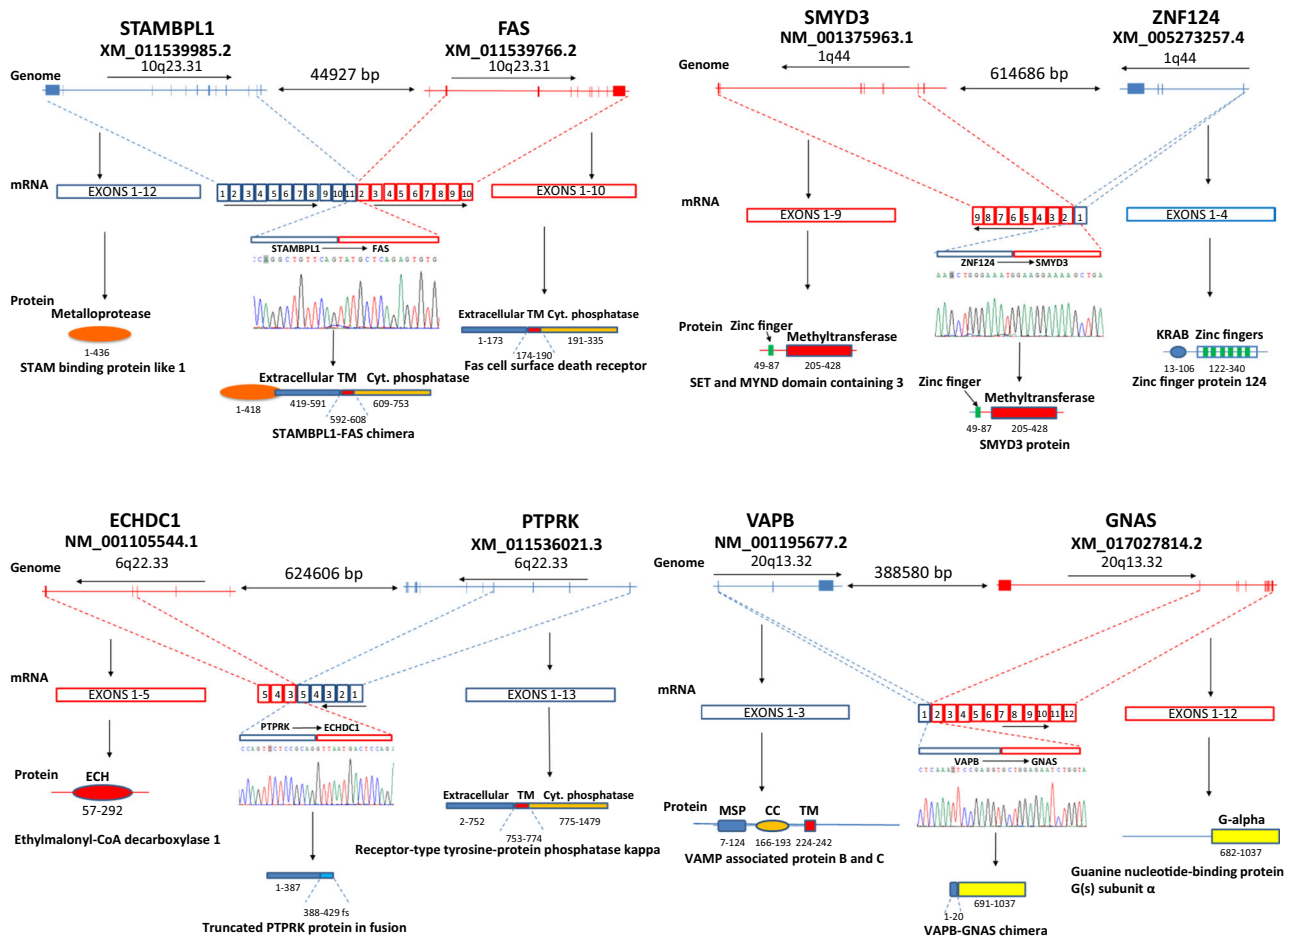 STAMBPL1
XM_011539985.2
10q23.31
FAS
XM_011539766.2
10q23.31
Genome
44927 bp
mRNA
EXONS 1-12
1 2 3 4 5 6 7 8 9 10 11 2 3 4 5 6 7 8 9 10
EXONS 1-10
STAMBPL1
FAS
CCAGGCTGTTCAGTATGCTCAGAGTGTG
Protein
Metalloprotease
1-436
STAM binding protein like 1
Extracellular TM Cyt. phosphatase
1-173
174-190
191-335
Fas cell surface death receptor
Extracellular TM Cyt. phosphatase
1-418
419-591
592-608
609-753
STAMBPL1-FAS chimera
SMYD3
NM_001375963.1
1q44
ZNF124
XM_005273257.4
1q44
Genome
614686 bp
mRNA
EXONS 1-9
9 8 7 6 5 4 3 2 1
EXONS 1-4
ZNF124
SMYD3
AAGCTGGGAAATGGAAGGAAAAGCTGA
Protein
Zinc finger
Methyltransferase
49-87
205-428
SET and MYND domain containing 3
KRAB
Zinc fingers
13-106
122-340
Zinc finger protein 124
Zinc finger
Methyltransferase
49-87
205-428
SMYD3 protein
ECHDC1
NM_001105544.1
6q22.33
PTPRK
XM_011536021.3
6q22.33
Genome
624606 bp
mRNA
EXONS 1-5
5 4 3 5 4 3 2 1
EXONS 1-13
PTPRK
ECHDC1
Protein
ECH
57-292
Ethylmalonyl-CoA decarboxylase 1
Extracellular TM Cyt. phosphatase
2-752
753-774
775-1479
Receptor-type tyrosine-protein phosphatase kappa
1-387
388-429 fs
Truncated PTPRK protein in fusion
VAPB
NM_001195677.2
20q13.32
GNAS
XM_017027814.2
20q13.32
Genome
388580 bp
mRNA
EXONS 1-3
1 2 3 4 5 6 7 8 9 10 11 12
EXONS 1-12
VAPB
GNAS
Protein
MSP
CC
TM
7-124
166-193
224-242
VAMP associated protein B and C
G-alpha
682-1037
Guanine nucleotide-binding protein
G(s) subunit α
691-1037
1-20
VAPB-GNAS chimera